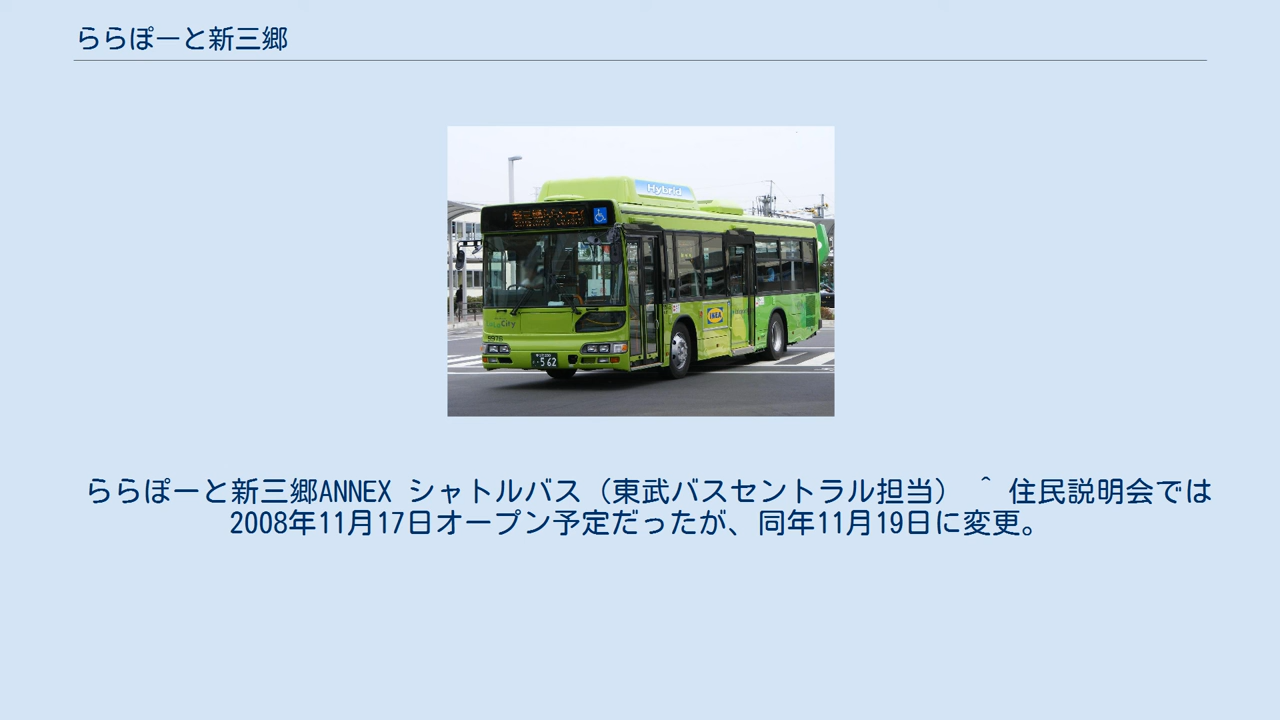 ららぽーと新三郷
Hybrid
City
IKEA
562
ららぽーと新三郷ANNEX シャトルバス（東武バスセントラル担当） ^ 住民説明会では
2008年11月17日オープン予定だったが、同年11月19日に変更。